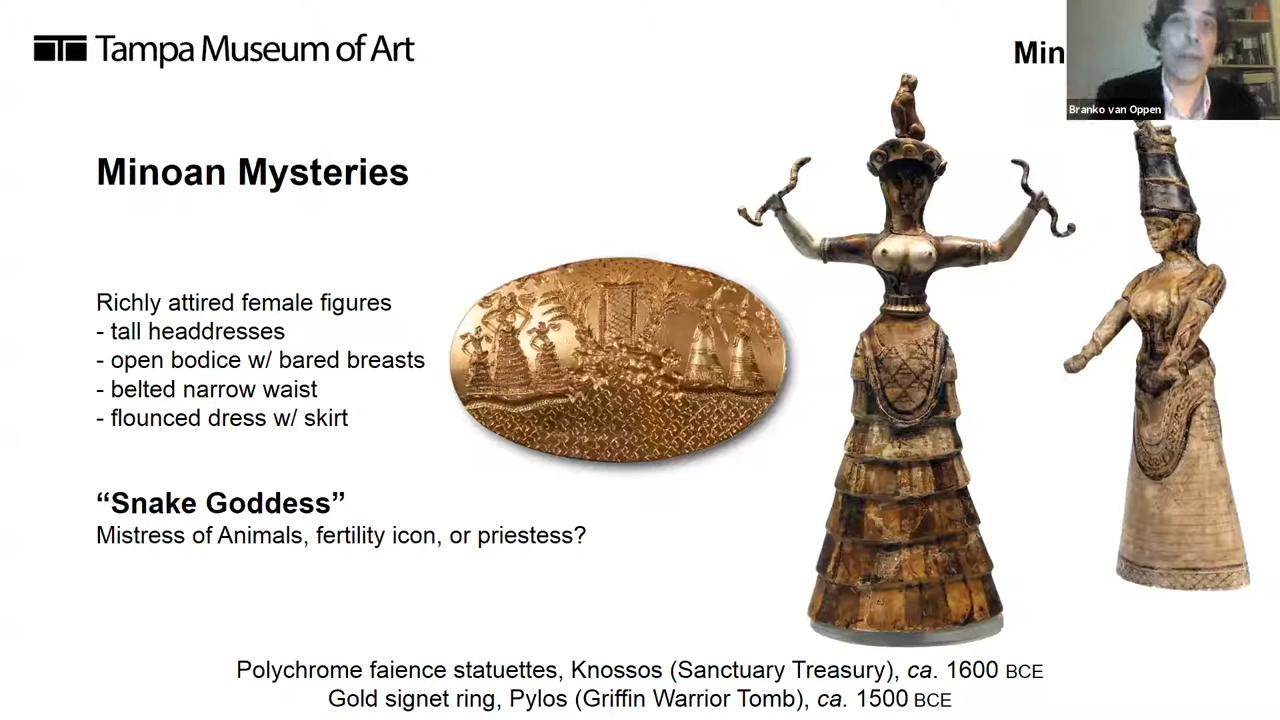 Tampa Museum of Art
Min
Branko van Oppen
Minoan Mysteries
Richly attired female figures
- tall headdresses
- open bodice w/ bared breasts
- belted narrow waist
- flounced dress w/ skirt
“Snake Goddess”
Mistress of Animals, fertility icon, or priestess?
Polychrome faience statuettes, Knossos (Sanctuary Treasury), ca. 1600 BCE
Gold signet ring, Pylos (Griffin Warrior Tomb), ca. 1500 BCE